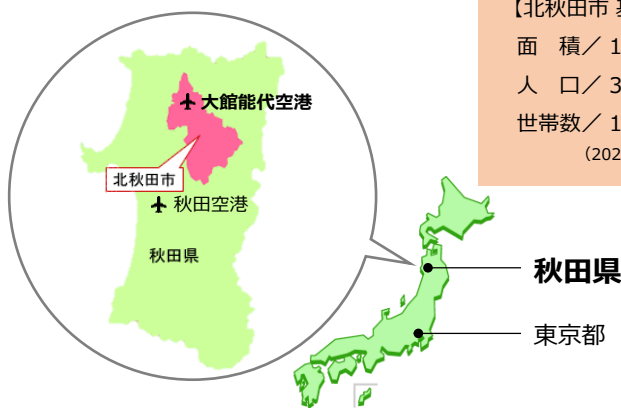 【北秋田市
面 積／ 1
人 口／ 3
世帯数／ 1
（202
大館能代空港
北秋田市
秋田空港
秋田県
秋田県
東京都